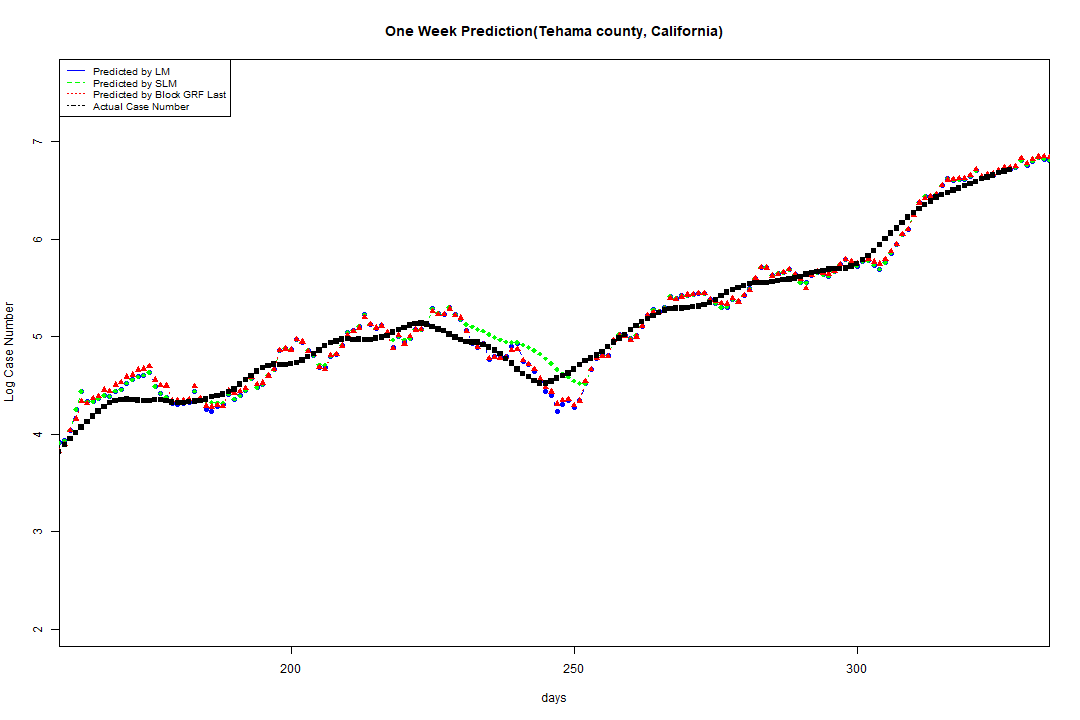 One Week Prediction(Tehama county, California)
Predicted by LM
Predicted by SLM
Predicted by Block GRF Last
Actual Case Number
7
6
5
4
3
2
Log Case Number
200
250
300
days